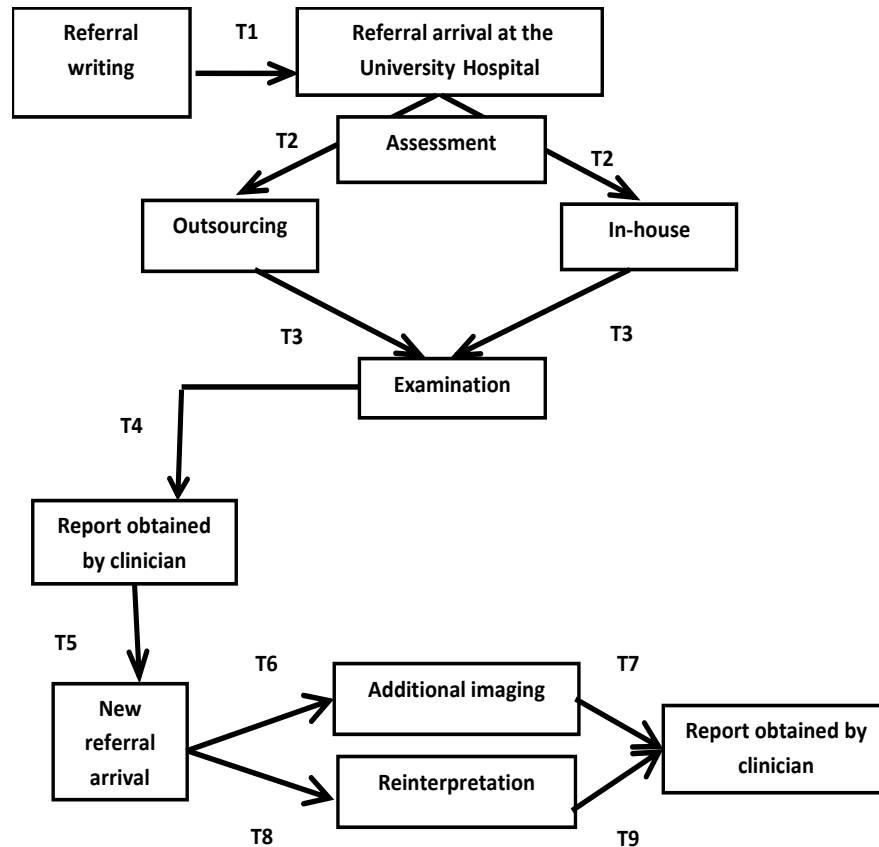 Referral
writing
T1
Referral arrival at the
University Hospital
Assessment
T2
T2
Outsourcing
In-house
T3
T3
Examination
T4
Report obtained
by clinician
T5
New
referral
arrival
T6
Additional imaging
T7
Report obtained by
clinician
Reinterpretation
T8
T9